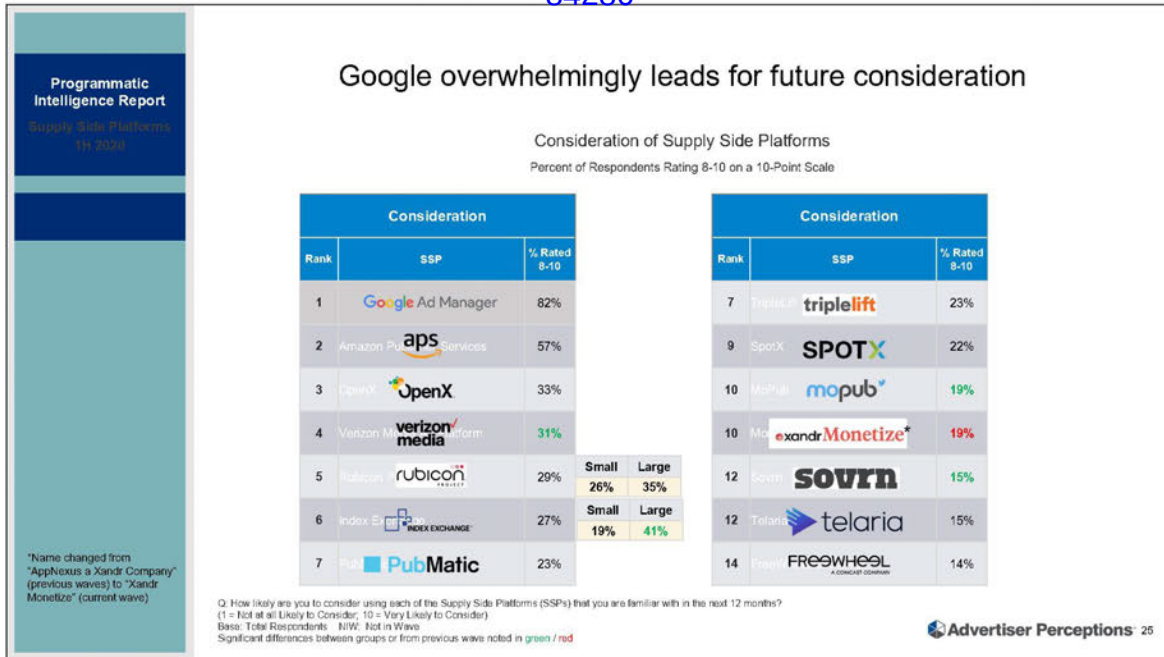 Programmatic
Intelligence Report
Supply Side Platforms
1H 2020
*Name changed from
"AppNexus a Xandr Company"
(previous waves) to "Xandr
Monetize" (current wave)
Google overwhelmingly leads for future consideration
Consideration of Supply Side Platforms
Percent of Respondents Rating 8-10 on a 10-Point Scale
Consideration
Rank SSP % Rated 8-10
1 Google Ad Manager 82%
2 aps 57%
3 OpenX 33%
4 verizon media 31%
5 rubicon PROJECT 29%
Small Large
26% 35%
6 INDEX EXCHANGE 27%
Small Large
19% 41%
7 PubMatic 23%
Consideration
Rank SSP % Rated 8-10
7 triplelift 23%
9 SPOTX 22%
10 mopub 19%
10 xandr Monetize* 19%
12 sovrn 15%
12 telaria 15%
14 FREEWHEEL A COMCAST COMPANY 14%
Q: How likely are you to consider using each of the Supply Side Platforms (SSPs) that you are familiar with in the next 12 months?
(1 = Not at all Likely to Consider; 10 = Very Likely to Consider)
Base: Total Respondents NIW: Not in Wave
Significant differences between groups or from previous wave noted in green / red
Advertiser Perceptions 25